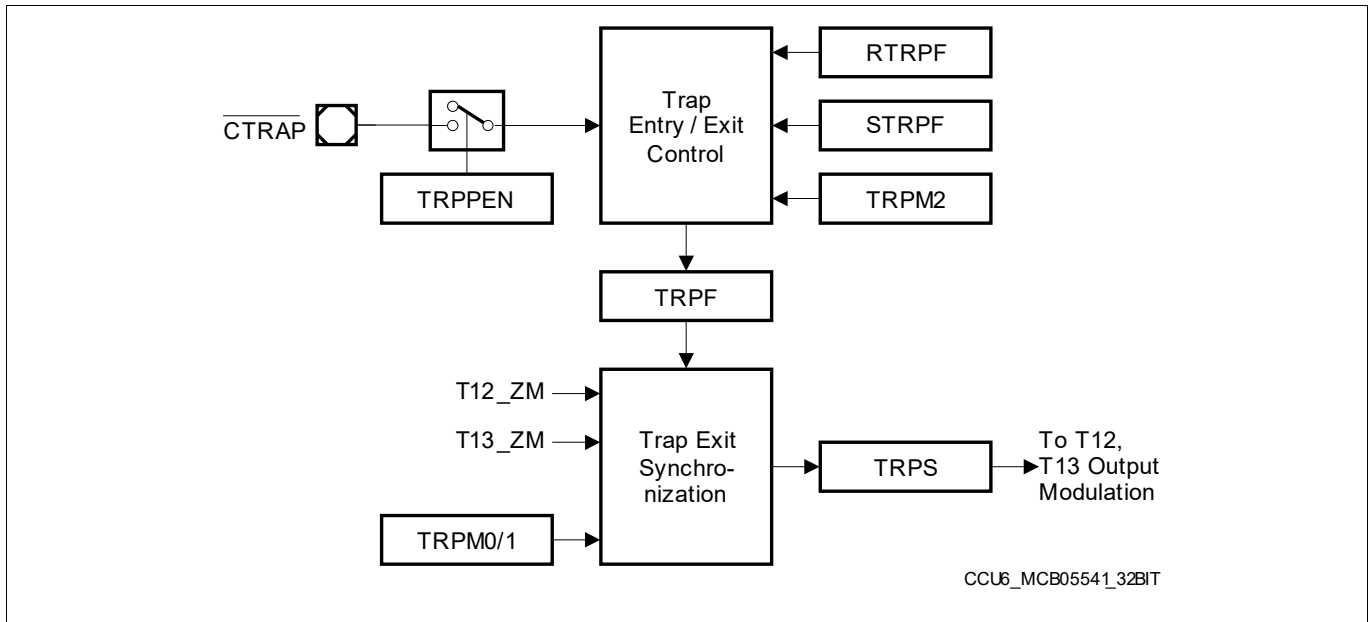 RTRPF
CTRAP
Trap
Entry / Exit
Control
STRPF
TRPPEN
TRPM2
TRPF
T12_ZM
T13_ZM
Trap Exit
Synchro-
nization
TRPS
To T12,
T13 Output
Modulation
TRPM0/1
CCU6_MCB05541_32BIT